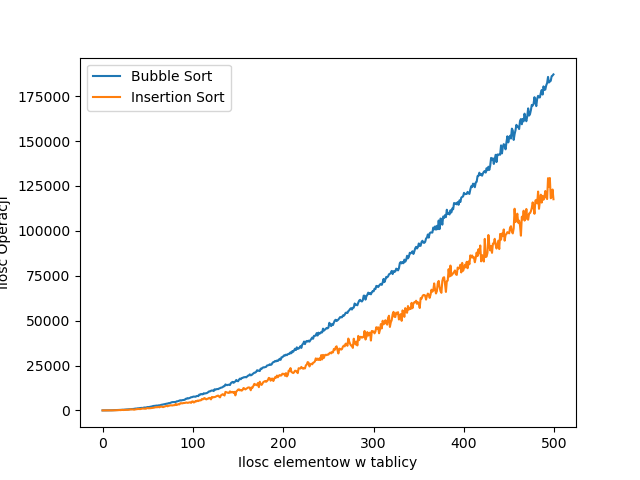 Bubble Sort
Insertion Sort
175000
150000
125000
100000
75000
50000
25000
0
Ilosc Operacji
0 100 200 300 400 500
Ilosc elementow w tablicy